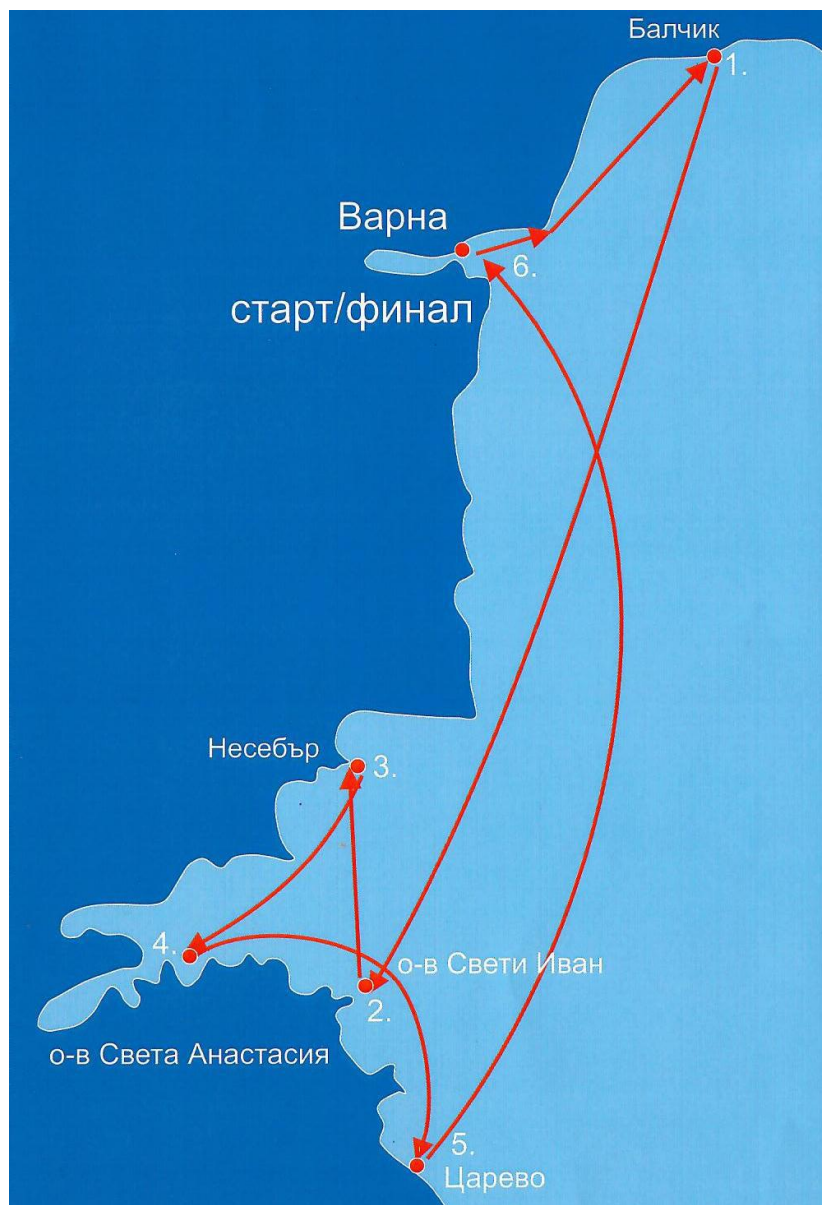 Балчик
1.
Варна
6.
старт/финал
Несебър
3.
4.
о-в Свети Иван
2.
о-в Света Анастасия
5.
Царево